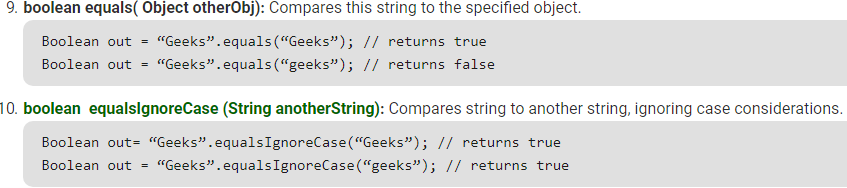 9. boolean equals( Object otherObj): Compares this string to the specified object.
Boolean out = “Geeks”.equals(“Geeks”); // returns true
Boolean out = “Geeks”.equals(“geeks”); // returns false
10. boolean  equalsIgnoreCase (String anotherString): Compares string to another string, ignoring case considerations.
Boolean out= “Geeks”.equalsIgnoreCase(“Geeks”); // returns true
Boolean out = “Geeks”.equalsIgnoreCase(“geeks”); // returns true